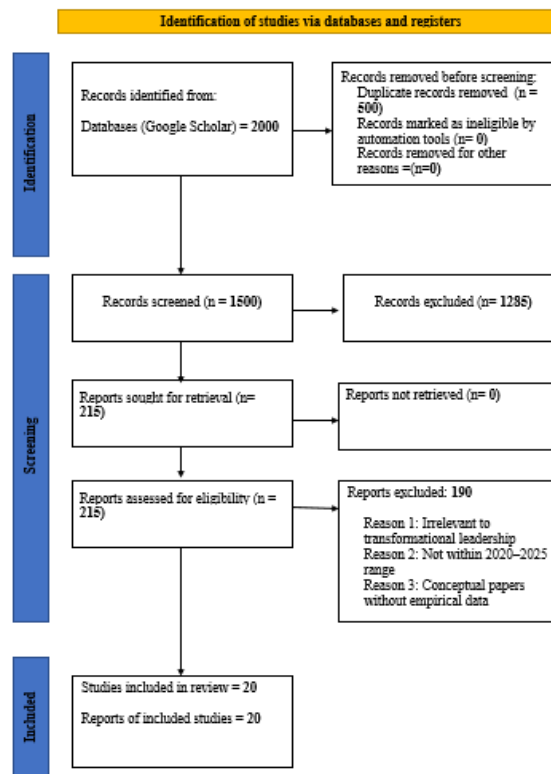 Identification of studies via databases and registers
Identification
Records identified from:
Databases (Google Scholar) = 2000
Records removed before screening:
Duplicate records removed (n =
500)
Records marked as ineligible by
automation tools (n= 0)
Records removed for other
reasons =(n=0)
Screening
Records screened (n = 1500)
Records excluded (n= 1285)
Reports sought for retrieval (n=
215)
Reports not retrieved (n= 0)
Reports assessed for eligibility (n =
215)
Reports excluded: 190
Reason 1: Irrelevant to
transformational leadership
Reason 2: Not within 2020–2025
range
Reason 3: Conceptual papers
without empirical data
Included
Studies included in review = 20
Reports of included studies = 20